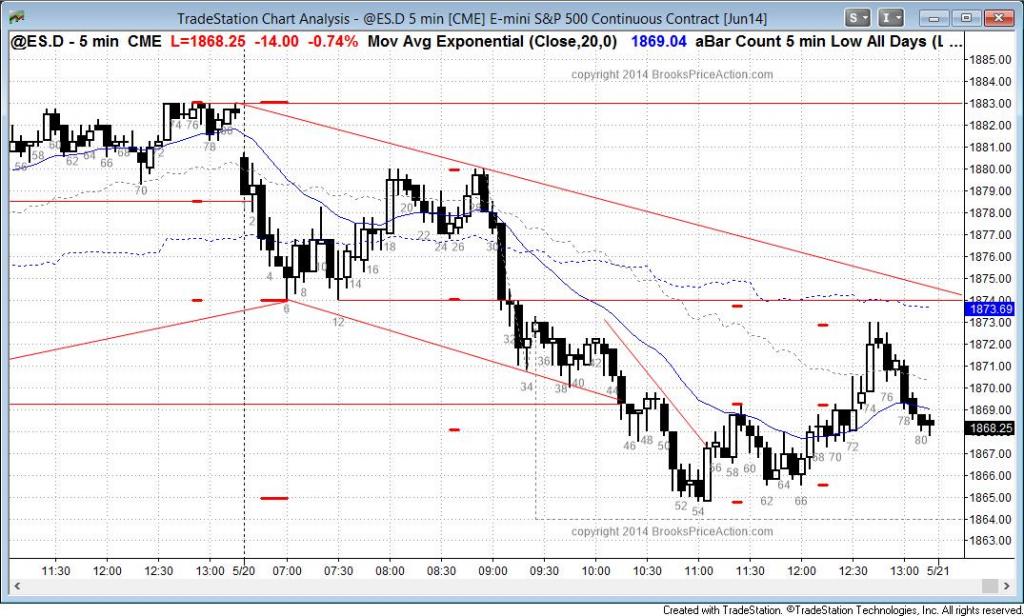 TradeStation Chart Analysis - @ES.D 5 min [CME] E-mini S&P 500 Continuous Contract [Jun14]
S I
@ES.D - 5 min CME L=1868.25 -14.00 -0.74% Mov Avg Exponential (Close,20,0) 1869.04 aBar Count 5 min Low All Days (L ...
copyright 2014 BrooksPriceAction.com
1885.00
1884.00
1883.00
1882.00
1881.00
1880.00
1879.00
1878.00
1877.00
1876.00
1875.00
1874.00
1873.69
1873.00
1872.00
1871.00
1870.00
1869.00
1868.25
1867.00
1866.00
1865.00
1864.00
1863.00
58 62 64 66 70 74 76 78
2 4 6 8 12 14 16 18 20 22 24 26 30
34 36 38 40 42 44 46 48 50 52 54 56 58 60 62 64 66 68 70 72 74 76 78 80
copyright 2014 BrooksPriceAction.com
11:30 12:00 12:30 13:00 5/20 07:00 07:30 08:00 08:30 09:00 09:30 10:00 10:30 11:00 11:30 12:00 12:30 13:00 5/21
Created with TradeStation. ©TradeStation Technologies, Inc. All rights reserved.